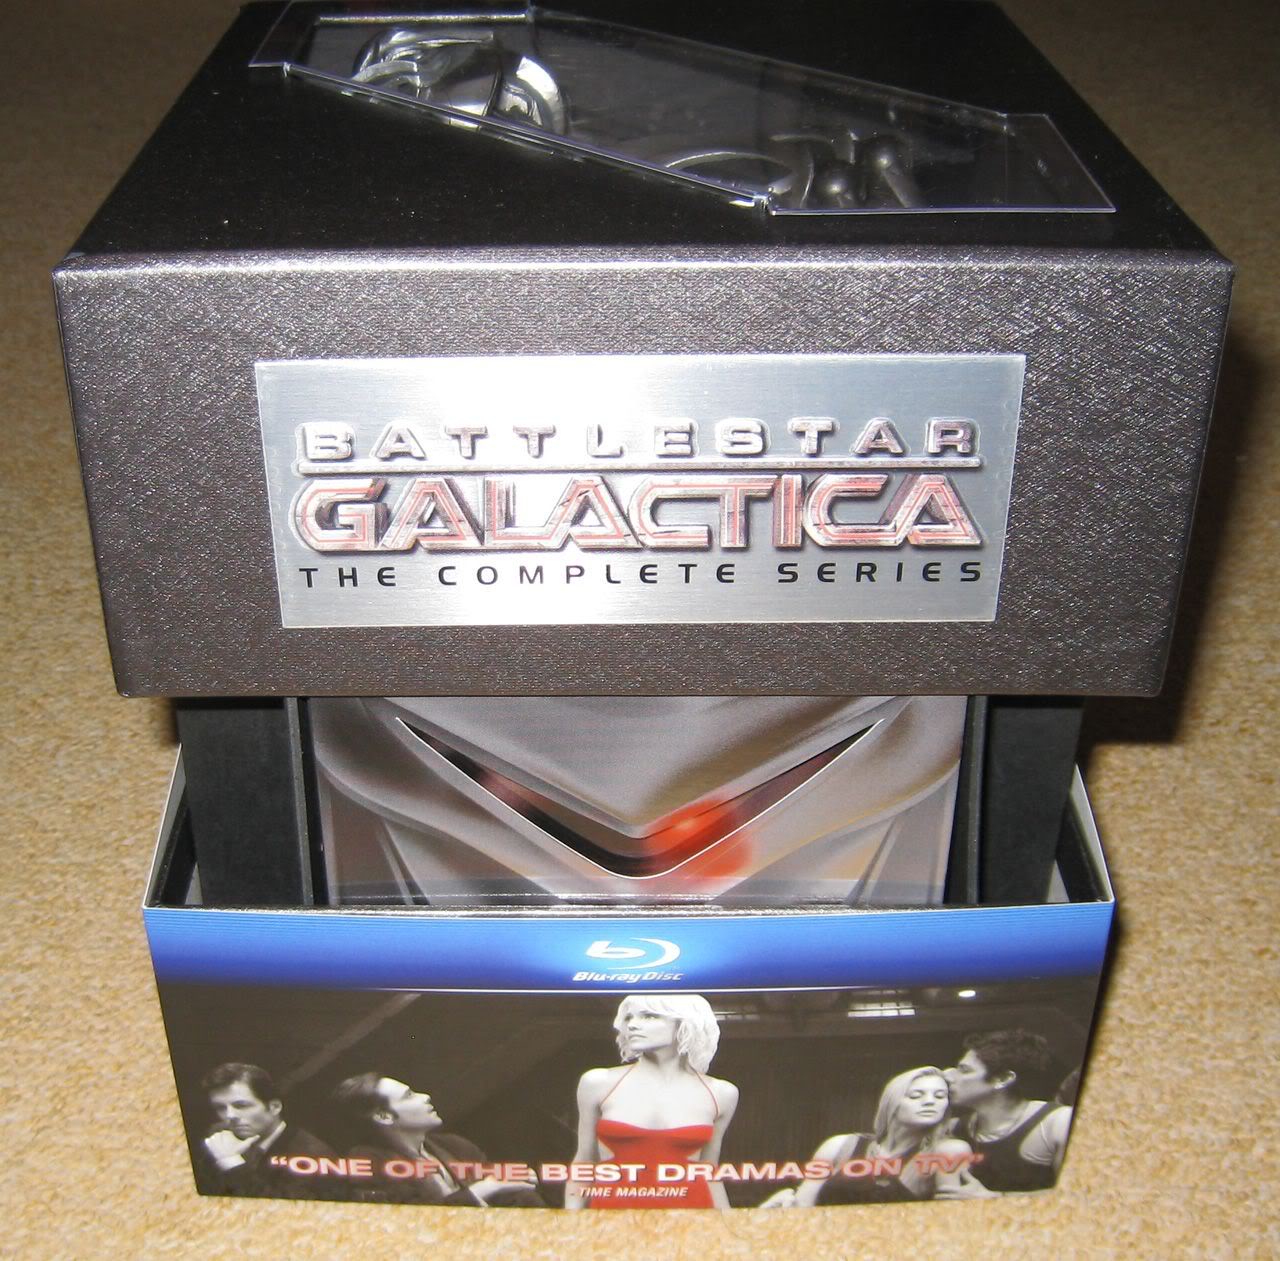 BATTLESTAR
GALACTICA
THE COMPLETE SERIES
Blu-ray Disc
“ONE OF THE BEST DRAMAS ON TV!”
- TIME MAGAZINE